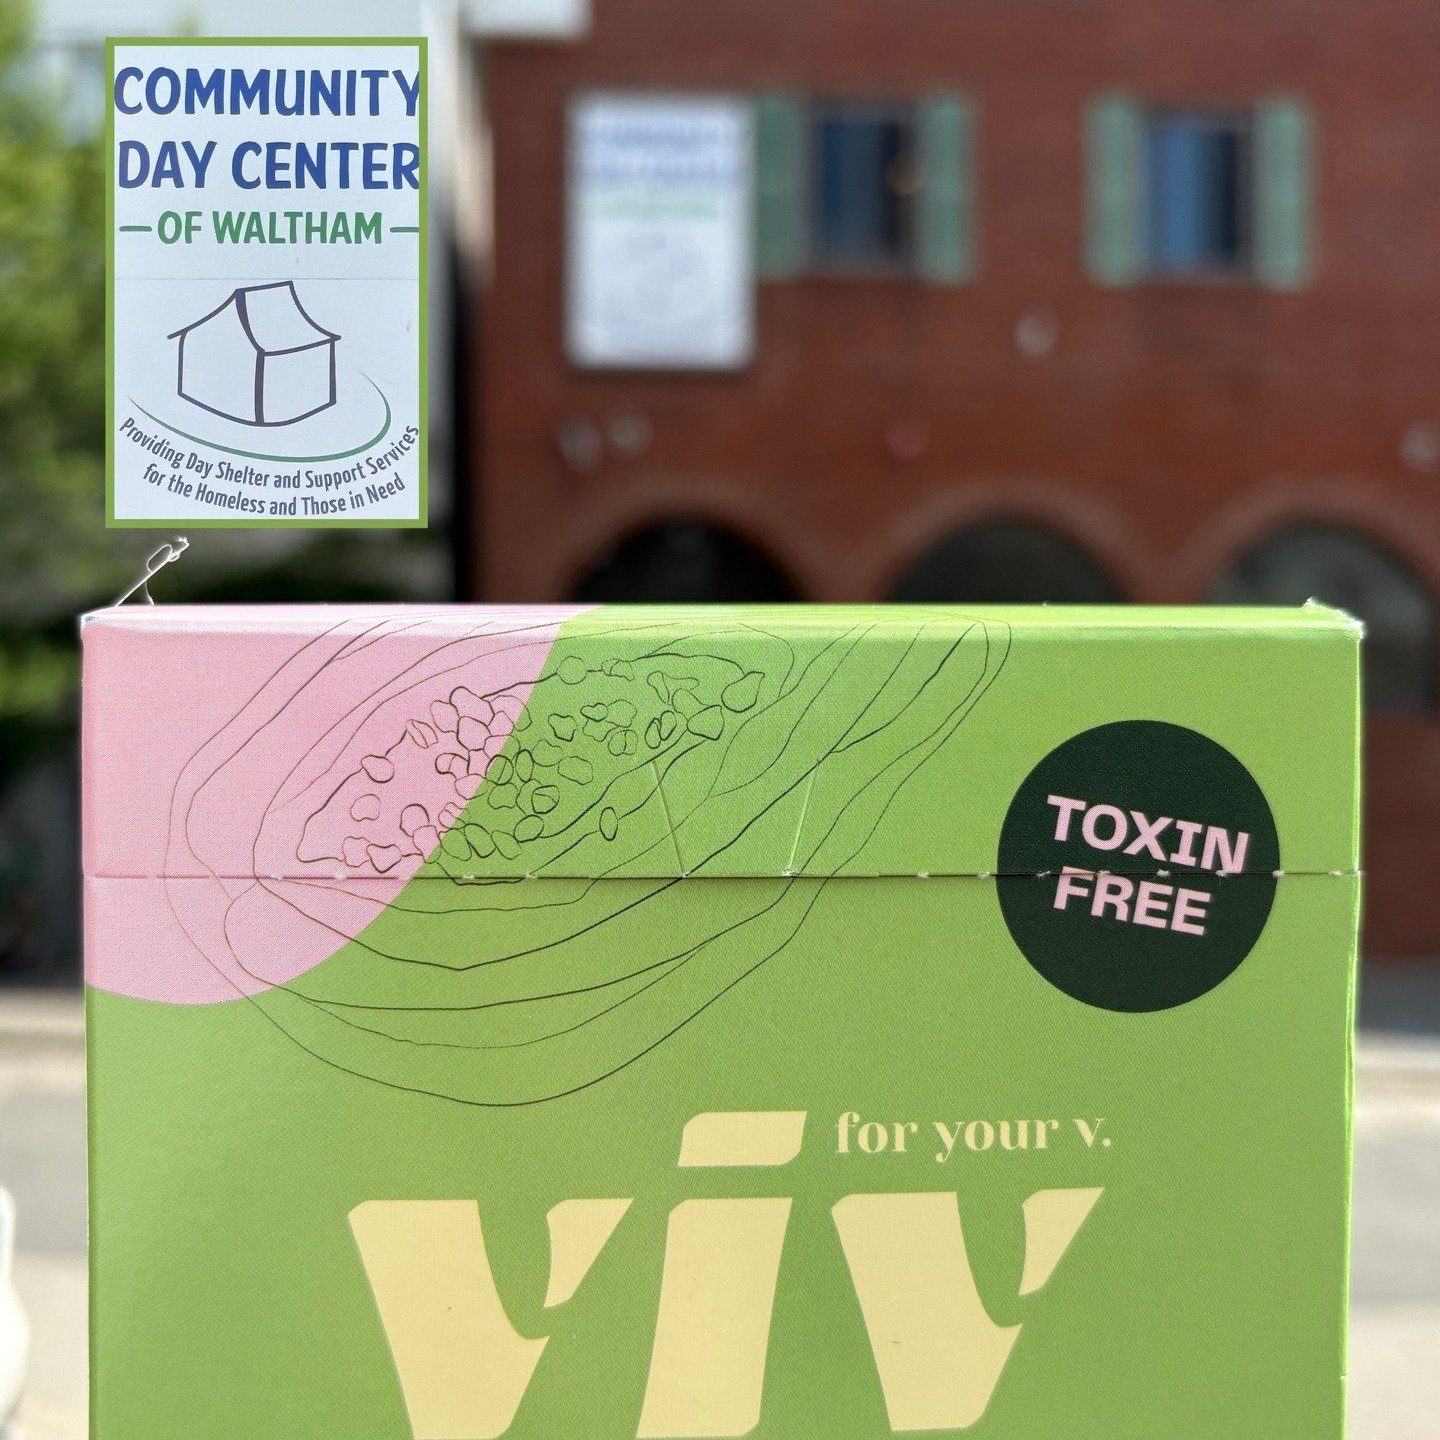 COMMUNITY
DAY CENTER
— OF WALTHAM —
Providing Day Shelter and Support Services
for the Homeless and Those in Need
TOXIN
FREE
for your v.
viv